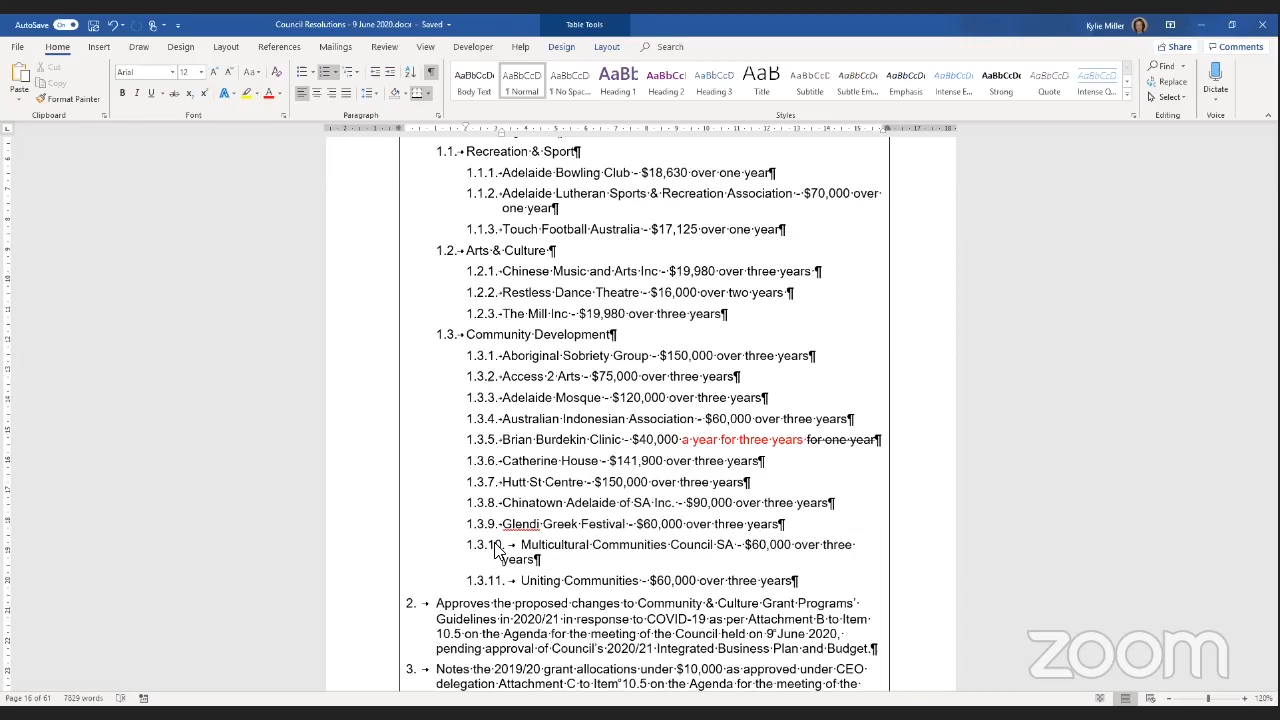 AutoSave On Council Resolutions - 9 June 2020.docx - Saved Table Tools Kylie Miller
File Home Insert Draw Design Layout References Mailings Review View Developer Help Design Layout Search Share Comments
Paste Cut Copy Format Painter
Clipboard
Arial 12
Font
Paragraph
AaBbCcDc Body Text
AaBbCcD ¶ Normal
AaBbCcD ¶ No Spac...
AaBb Heading 1
AaBbCc Heading 2
AaBbCcD Heading 3
AaB Title
AaBbCcD Subtitle
AaBbCcDc Subtle Em...
AaBbCcDc Emphasis
AaBbCcDc Intense E...
AaBbCcDc Strong
AaBbCcDc Quote
AaBbCcDc Intense Q...
Styles
Find Replace Select
Editing
Dictate
Voice
1.1. Recreation & Sport¶
1.1.1. Adelaide Bowling Club - $18,630 over one year¶
1.1.2. Adelaide Lutheran Sports & Recreation Association - $70,000 over
one year¶
1.1.3. Touch Football Australia - $17,125 over one year¶
1.2. Arts & Culture ¶
1.2.1. Chinese Music and Arts Inc - $19,980 over three years ¶
1.2.2. Restless Dance Theatre - $16,000 over two years ¶
1.2.3. The Mill Inc - $19,980 over three years¶
1.3. Community Development¶
1.3.1. Aboriginal Sobriety Group - $150,000 over three years¶
1.3.2. Access 2 Arts - $75,000 over three years¶
1.3.3. Adelaide Mosque - $120,000 over three years¶
1.3.4. Australian Indonesian Association - $60,000 over three years¶
1.3.5. Brian Burdekin Clinic - $40,000 a year for three years for one year¶
1.3.6. Catherine House - $141,900 over three years¶
1.3.7. Hutt St Centre - $150,000 over three years¶
1.3.8. Chinatown Adelaide of SA Inc. - $90,000 over three years¶
1.3.9. Glendi Greek Festival - $60,000 over three years¶
1.3.10. Multicultural Communities Council SA - $60,000 over three
years¶
1.3.11. Uniting Communities - $60,000 over three years¶
2. Approves the proposed changes to Community & Culture Grant Programs'
Guidelines in 2020/21 in response to COVID-19 as per Attachment B to Item
10.5 on the Agenda for the meeting of the Council held on 9 June 2020,
pending approval of Council's 2020/21 Integrated Business Plan and Budget.¶
3. Notes the 2019/20 grant allocations under $10,000 as approved under CEO
delegation Attachment C to Item 10.5 on the Agenda for the meeting of the
zoom
Page 16 of 61 7829 words 120%